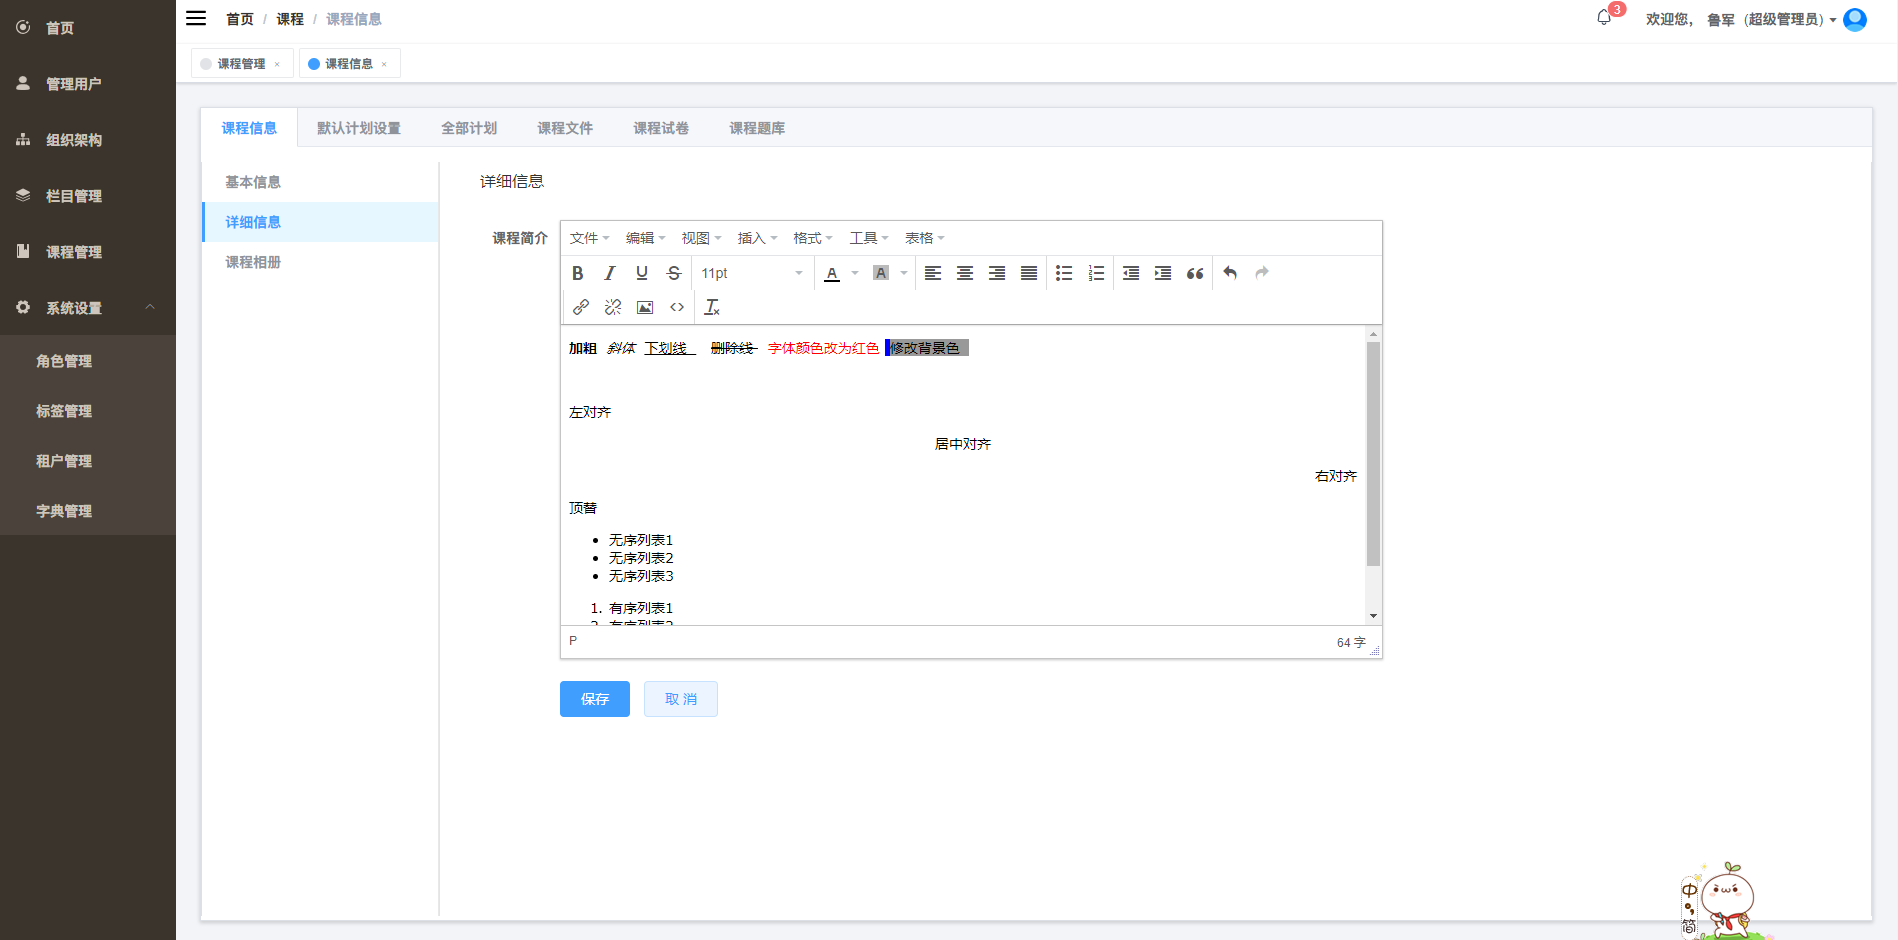 首页
管理用户
组织架构
栏目管理
课程管理
系统设置
角色管理
标签管理
租户管理
字典管理
首页 / 课程 / 课程信息
3
欢迎您， 鲁军（超级管理员）
课程管理 ×
课程信息 ×
课程信息 默认计划设置 全部计划 课程文件 课程试卷 课程题库
基本信息
详细信息
课程相册
详细信息
课程简介
文件 编辑 视图 插入 格式 工具 表格
B I U S 11pt A A
加粗 斜体 下划线 删除线 字体颜色改为红色 修改背景色
左对齐
居中对齐
右对齐
顶替
• 无序列表1
• 无序列表2
• 无序列表3
1. 有序列表1
2. 有序列表2
P
64 字
保存
取 消
中
简